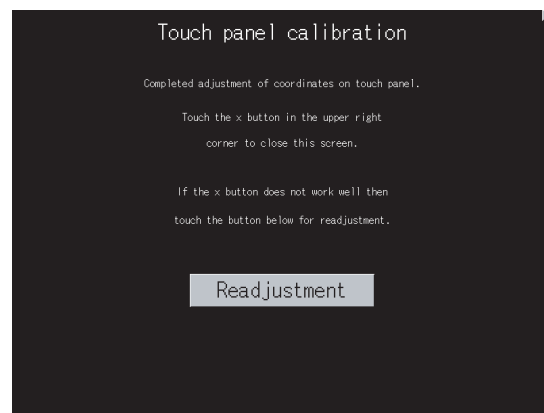 Touch panel calibration
Completed adjustment of coordinates on touch panel.
Touch the x button in the upper right
corner to close this screen.
If the x button does not work well then
touch the button below for readjustment.
Readjustment